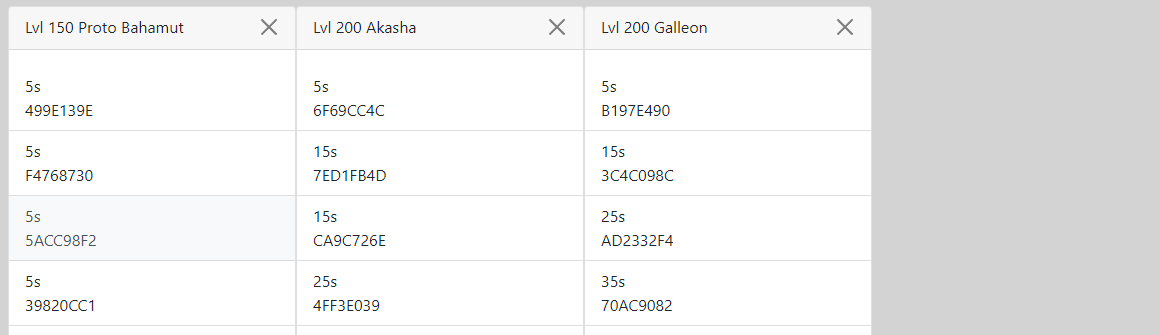 Lvl 150 Proto Bahamut
5s
499E139E
5s
F4768730
5s
5ACC98F2
5s
39820CC1
Lvl 200 Akasha
5s
6F69CC4C
15s
7ED1FB4D
15s
CA9C726E
25s
4FF3E039
Lvl 200 Galleon
5s
B197E490
15s
3C4C098C
25s
AD2332F4
35s
70AC9082